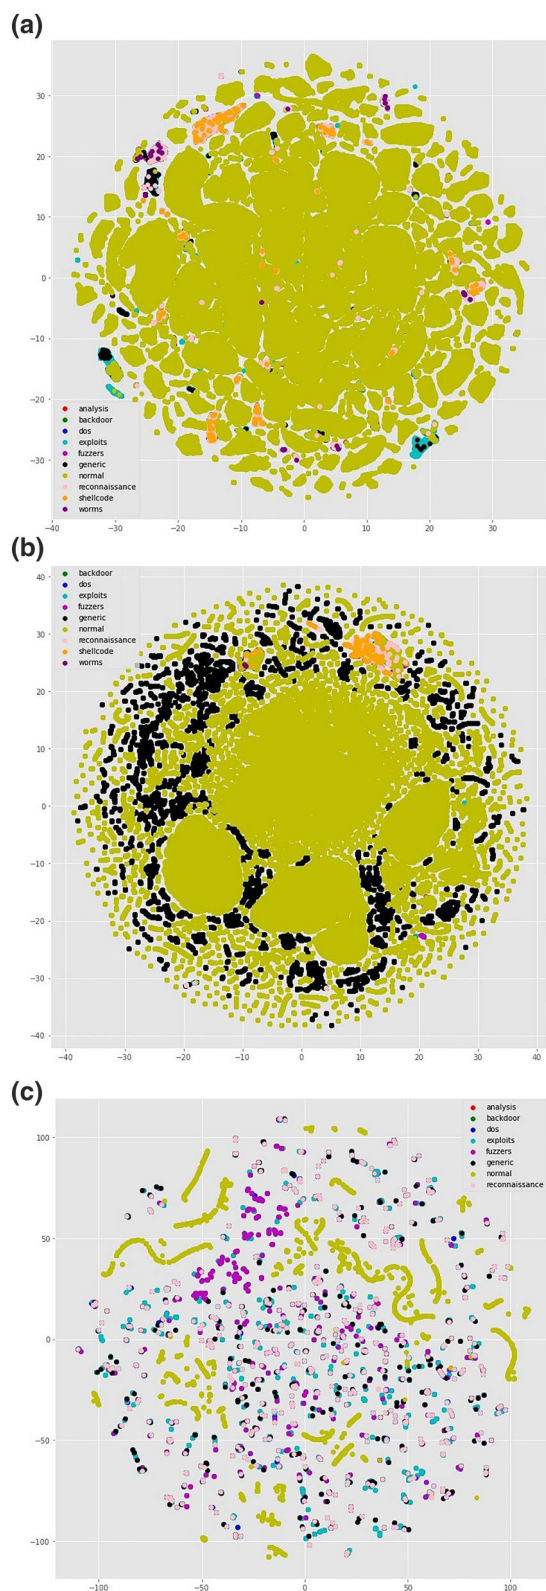 (a)
30
20
10
0
−10
−20
−30
analysis
backdoor
dos
exploits
fuzzers
generic
normal
reconnaissance
shellcode
worms
−40 −30 −20 −10 0 10 20 30
(b)
40
30
20
10
0
−10
−20
−30
−40
backdoor
dos
exploits
fuzzers
generic
normal
reconnaissance
shellcode
worms
−40 −30 −20 −10 0 10 20 30 40
(c)
100
50
0
−50
−100
analysis
backdoor
dos
exploits
fuzzers
generic
normal
reconnaissance
−100 −50 0 50 100